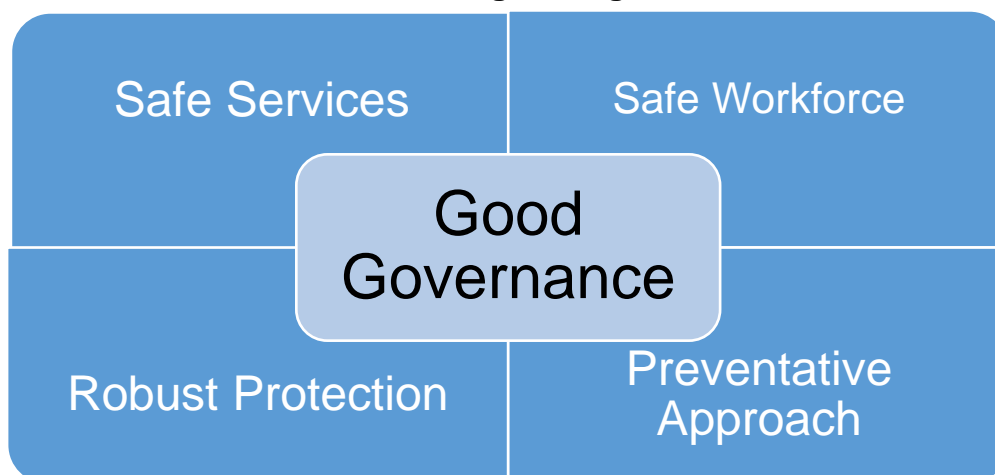 Safe Services
Safe Workforce
Good
Governance
Robust Protection
Preventative
Approach